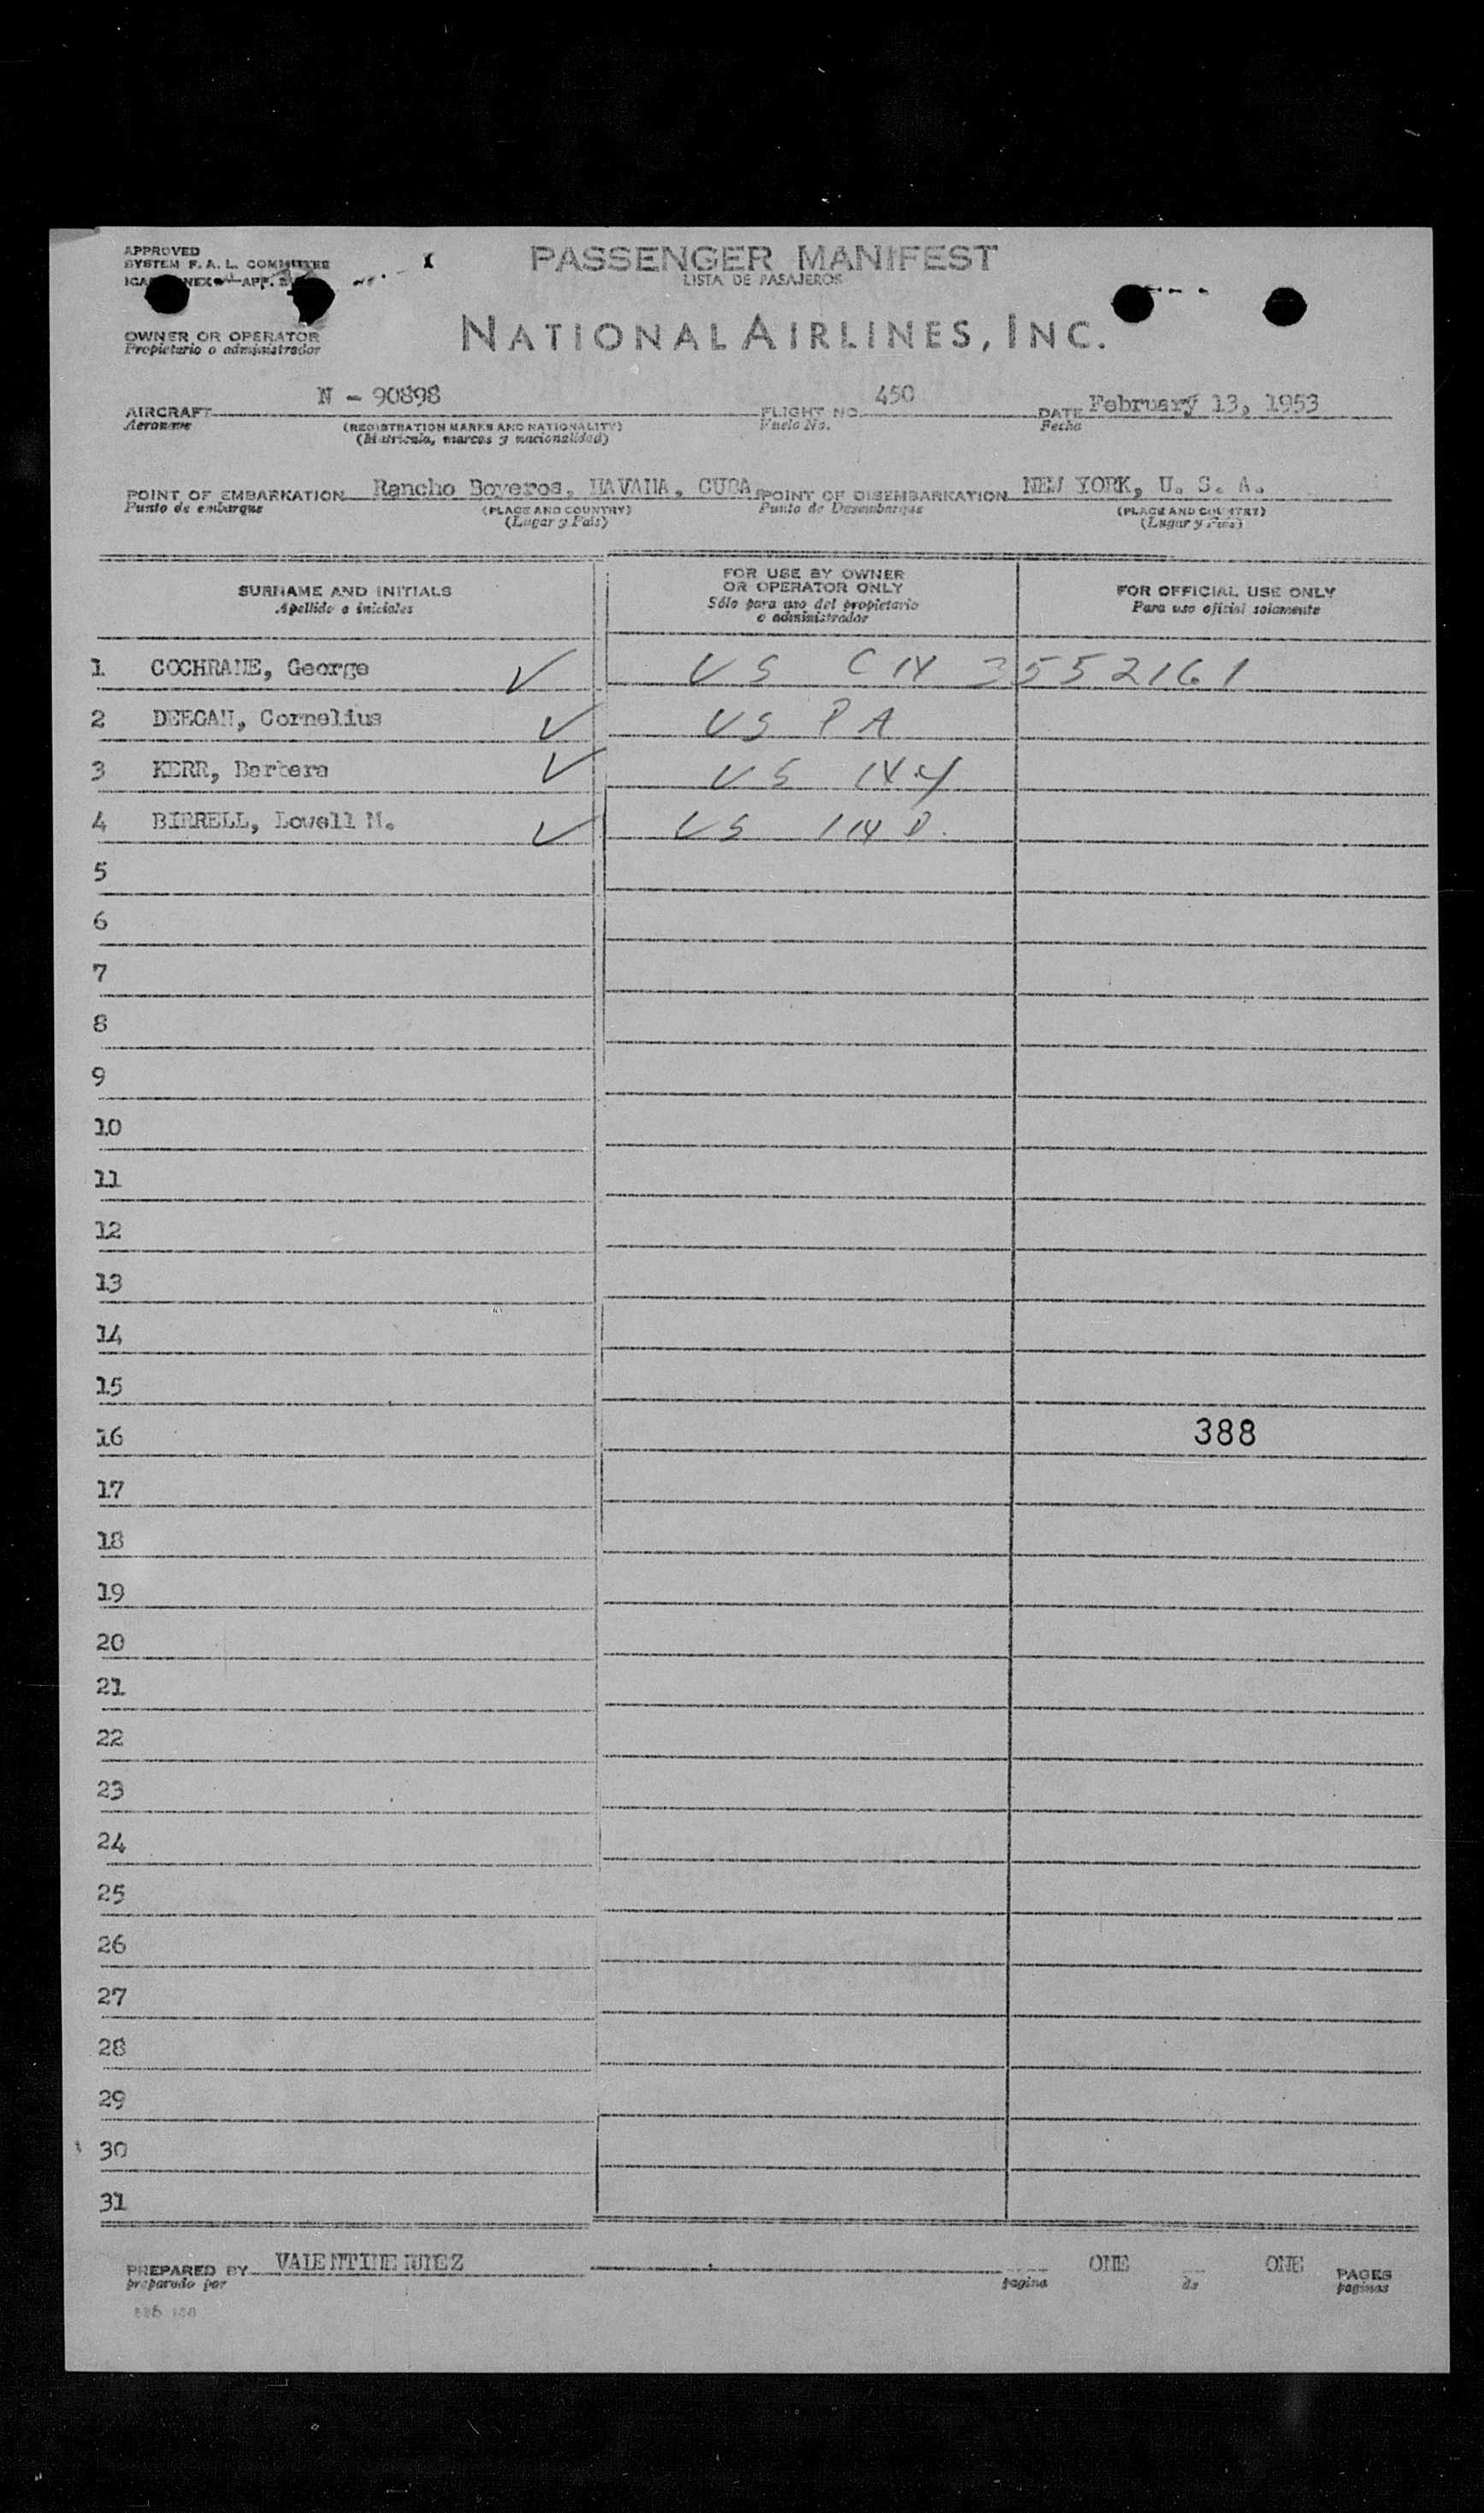 APPROVED
SYSTEM F. A. L. COMMITTEE
PASSENGER MANIFEST
LISTA DE PASAJEROS
OWNER OR OPERATOR
Propietario o administrador
NATIONAL AIRLINES, INC.
AIRCRAFT N - 90898 FLIGHT NO. 450 DATE February 13, 1953
Aeronave (REGISTRATION MARKS AND NATIONALITY) Vuelo No. Fecha
(Matrícula, marcas y nacionalidad)
POINT OF EMBARKATION Rancho Boyeros, HAVANA, CUBA POINT OF DISEMBARKATION NEW YORK, U. S. A.
Punto de embarque (PLACE AND COUNTRY) Punto de Desembarque (PLACE AND COUNTRY)
(Lugar y País) (Lugar y País)
SURNAME AND INITIALS
Apellido e iniciales
FOR USE BY OWNER
OR OPERATOR ONLY
Sólo para uso del propietario
o administrador
FOR OFFICIAL USE ONLY
Para uso oficial solamente
1 COCHRANE, George ✓ US C 3552161
2 DEEGAN, Cornelius ✓ US PA
3 KERR, Barbara ✓ US
4 BIRRELL, Lowell M. ✓ US
5
6
7
8
9
10
11
12
13
14
15
16 388
17
18
19
20
21
22
23
24
25
26
27
28
29
30
31
PREPARED BY ONE ONE PAGES
preparado por pagina de paginas